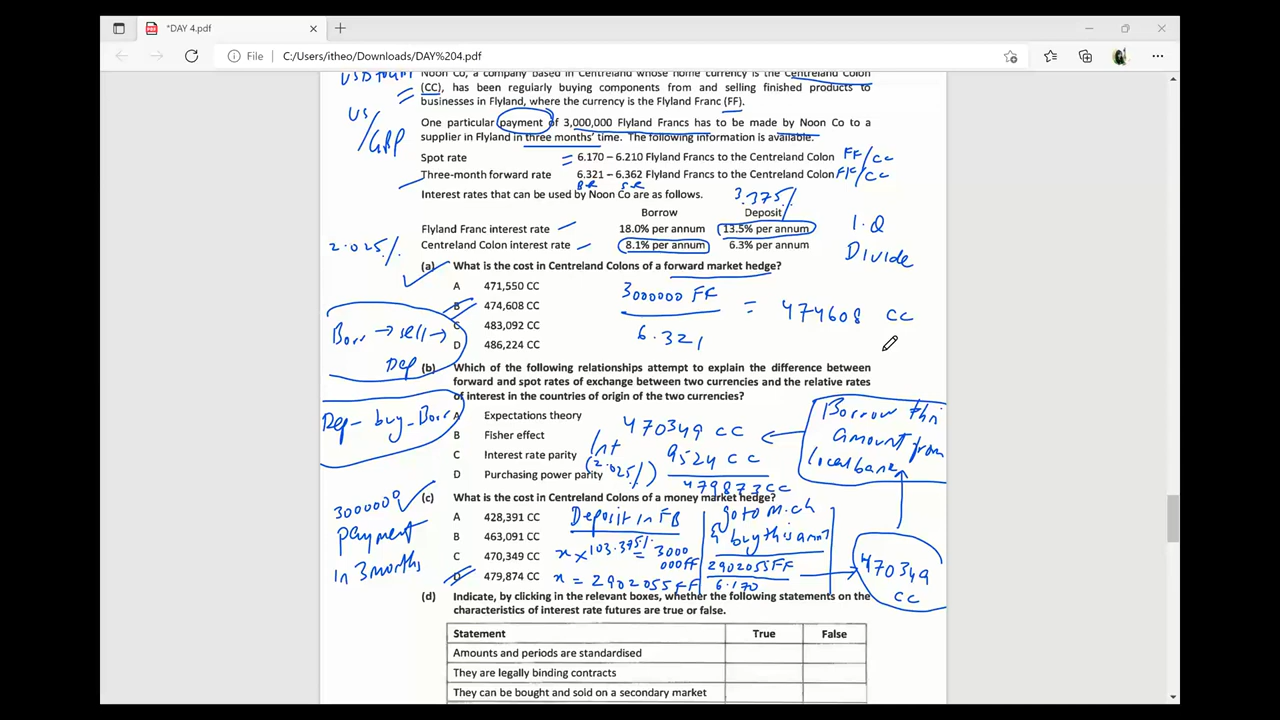 *DAY 4.pdf
File
C:/Users/itheo/Downloads/DAY%204.pdf
Noon Co, a company based in Centreland whose home currency is the Centreland Colon
(CC), has been regularly buying components from and selling finished products to
businesses in Flyland, where the currency is the Flyland Franc (FF).
US
/GBP
One particular payment of 3,000,000 Flyland Francs has to be made by Noon Co to a
supplier in Flyland in three months' time. The following information is available:
Spot rate = 6.170 – 6.210 Flyland Francs to the Centreland Colon FF/CC
Three-month forward rate 6.321 – 6.362 Flyland Francs to the Centreland Colon FF/CC
Interest rates that can be used by Noon Co are as follows.
3.375%
Borrow Deposit
Flyland Franc interest rate 18.0% per annum 13.5% per annum
Centreland Colon interest rate 8.1% per annum 6.3% per annum
1.Q
Divide
2.025%
(a) What is the cost in Centreland Colons of a forward market hedge?
A 471,550 CC
B 474,608 CC
C 483,092 CC
D 486,224 CC
3000000 FF
6.321
= 474608 CC
Borr → sell →
Dep
(b) Which of the following relationships attempt to explain the difference between
forward and spot rates of exchange between two currencies and the relative rates
of interest in the countries of origin of the two currencies?
A Expectations theory
B Fisher effect
C Interest rate parity
D Purchasing power parity
Dep - buy - Borr
470349 CC
Int 9524 CC
(2.025%)
479873 CC
Borrow this
amount from
local bank
(c) What is the cost in Centreland Colons of a money market hedge?
A 428,391 CC
B 463,091 CC
C 470,349 CC
D 479,874 CC
3000000
payment
in 3 months
Deposit in FB
x × 103.375%
= 3000
000FF
x = 2902055 FF
go to m.ch
& buy this amnt
2902055 FF
6.170
470349
CC
(d) Indicate, by clicking in the relevant boxes, whether the following statements on the
characteristics of interest rate futures are true or false.
Statement True False
Amounts and periods are standardised
They are legally binding contracts
They can be bought and sold on a secondary market